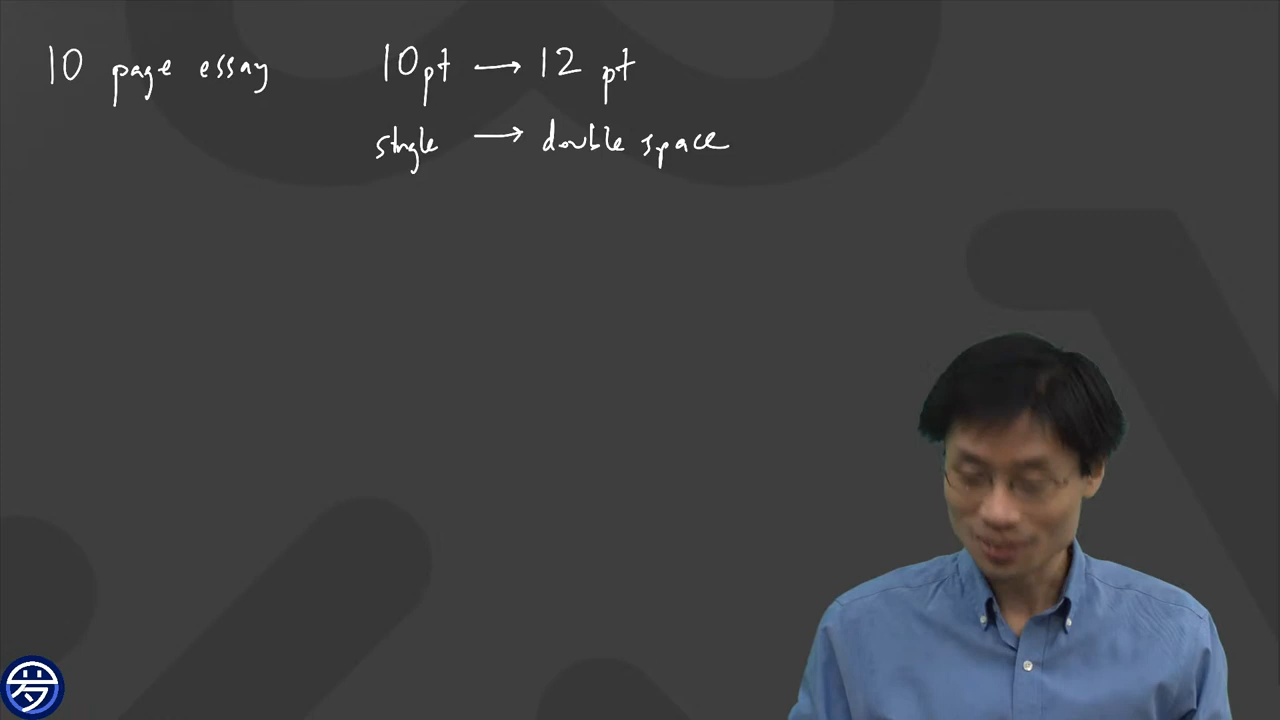 10 page essay 10pt → 12 pt
single → double space